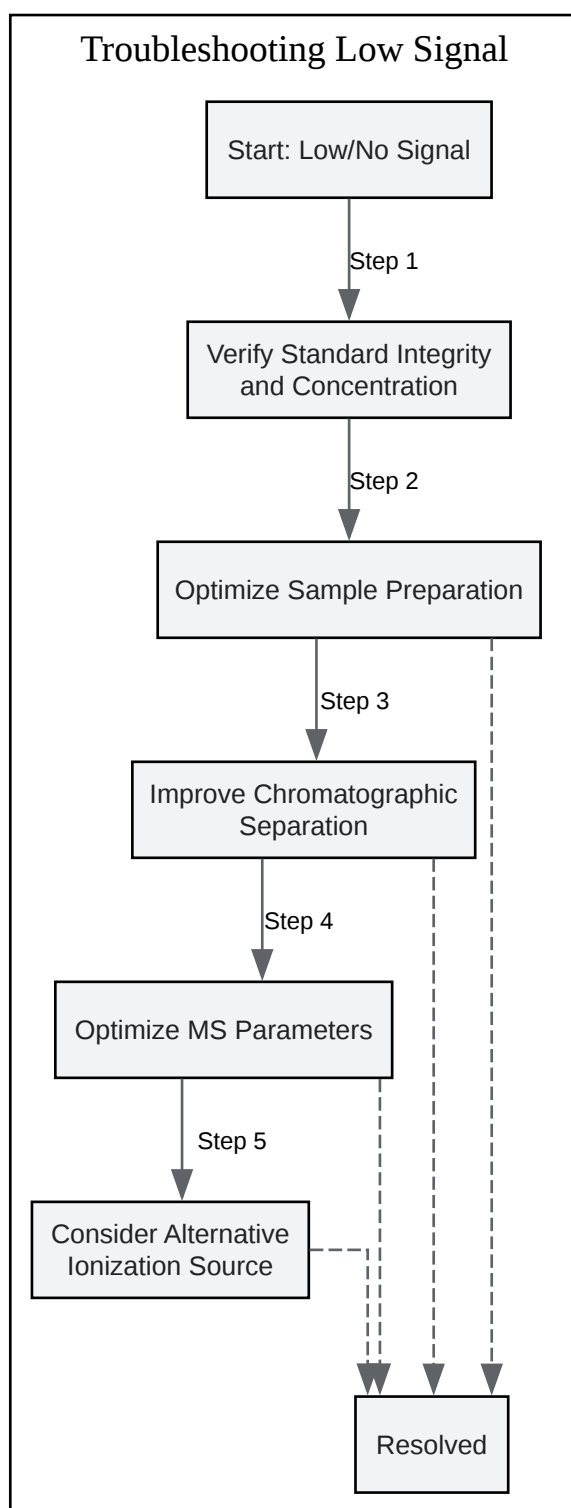 Troubleshooting Low Signal
Start: Low/No Signal
Step 1
Verify Standard Integrity
and Concentration
Step 2
Optimize Sample Preparation
Step 3
Improve Chromatographic
Separation
Step 4
Optimize MS Parameters
Step 5
Consider Alternative
Ionization Source
Resolved